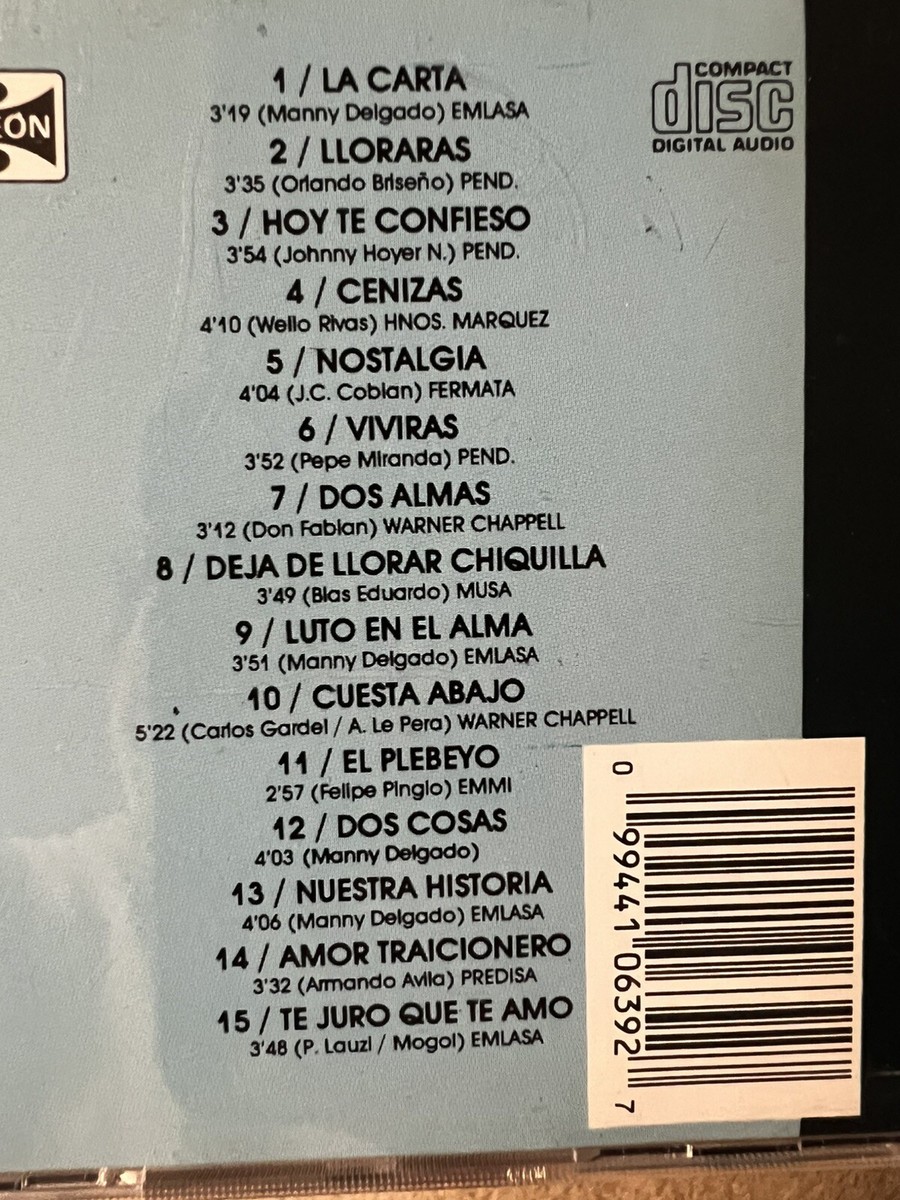 EÓN
COMPACT
disc
DIGITAL AUDIO
1 / LA CARTA
3'19 (Manny Delgado) EMLASA
2 / LLORARAS
3'35 (Orlando Briseño) PEND.
3 / HOY TE CONFIESO
3'54 (Johnny Hoyer N.) PEND.
4 / CENIZAS
4'10 (Wello Rivas) HNOS. MARQUEZ
5 / NOSTALGIA
4'04 (J.C. Cobian) FERMATA
6 / VIVIRAS
3'52 (Pepe Miranda) PEND.
7 / DOS ALMAS
3'12 (Don Fabian) WARNER CHAPPELL
8 / DEJA DE LLORAR CHIQUILLA
3'49 (Blas Eduardo) MUSA
9 / LUTO EN EL ALMA
3'51 (Manny Delgado) EMLASA
10 / CUESTA ABAJO
5'22 (Carlos Gardel / A. Le Pera) WARNER CHAPPELL
11 / EL PLEBEYO
2'57 (Felipe Pinglo) EMMI
12 / DOS COSAS
4'03 (Manny Delgado)
13 / NUESTRA HISTORIA
4'06 (Manny Delgado) EMLASA
14 / AMOR TRAICIONERO
3'32 (Armando Avila) PREDISA
15 / TE JURO QUE TE AMO
3'48 (P. Lauzi / Mogol) EMLASA
0 99441 06392 7